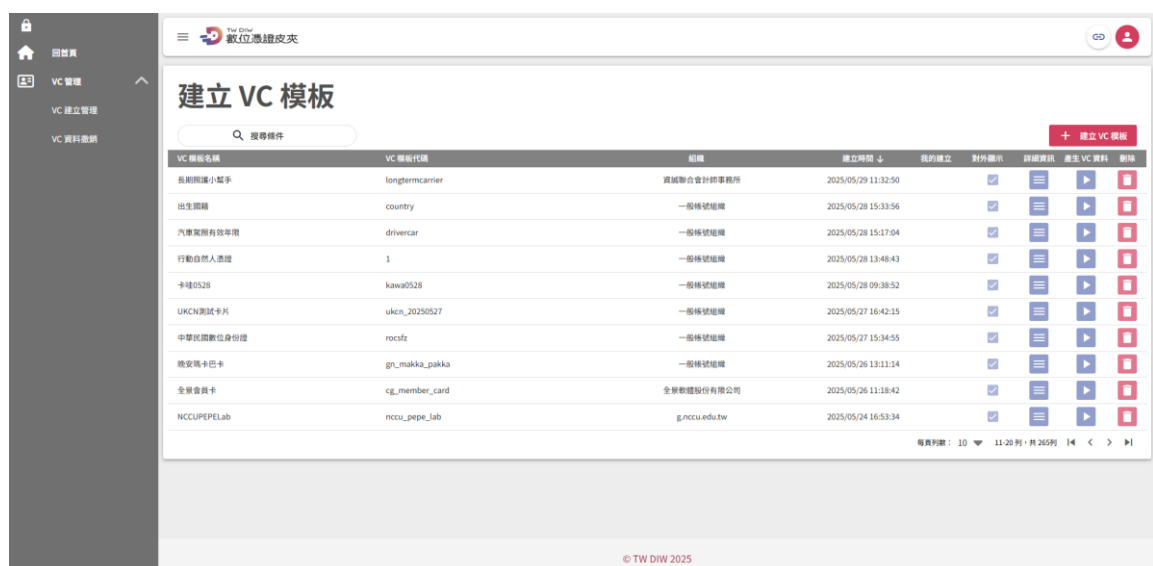 TW DIW
數位憑證皮夾
回首頁
VC 管理
VC 建立管理
VC 資料撤銷
建立 VC 模板
搜尋條件
+ 建立 VC 模板
VC 模板名稱 VC 模板代碼 組織 建立時間 ↓ 我的建立 對外顯示 詳細資訊 產生 VC 資料 刪除
長期照護小幫手 longtermcarrier 資誠聯合會計師事務所 2025/05/29 11:32:50
出生國籍 country 一般帳號組織 2025/05/28 15:33:56
汽車駕照有效年限 drivercar 一般帳號組織 2025/05/28 15:17:04
行動自然人憑證 1 一般帳號組織 2025/05/28 13:48:43
卡哇0528 kawa0528 一般帳號組織 2025/05/28 09:38:52
UKCN測試卡片 ukcn_20250527 一般帳號組織 2025/05/27 16:42:15
中華民國數位身份證 rocsfz 一般帳號組織 2025/05/27 15:34:55
晚安瑪卡巴卡 gn_makka_pakka 一般帳號組織 2025/05/26 13:11:14
全景會員卡 cg_member_card 全景軟體股份有限公司 2025/05/26 11:18:42
NCCUPEPELab nccu_pepe_lab g.nccu.edu.tw 2025/05/24 16:53:34
每頁列數： 10 11-20 列，共 265列
© TW DIW 2025